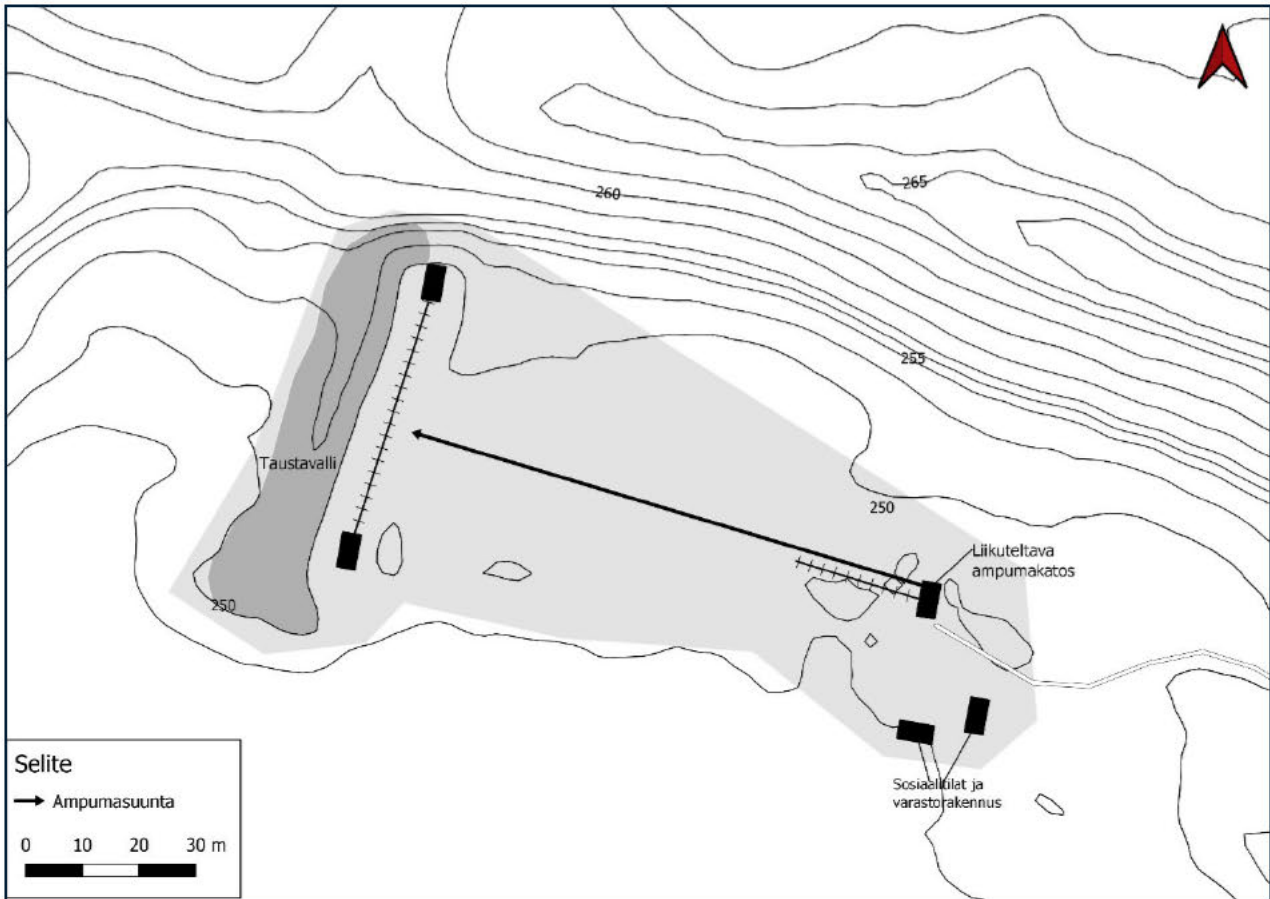 260
265
255
Taustavalli
250
Liikuteltava
ampumakatos
250
Sosiaalitilat ja
varastorakennus
Selite
Ampumasuunta
0 10 20 30 m